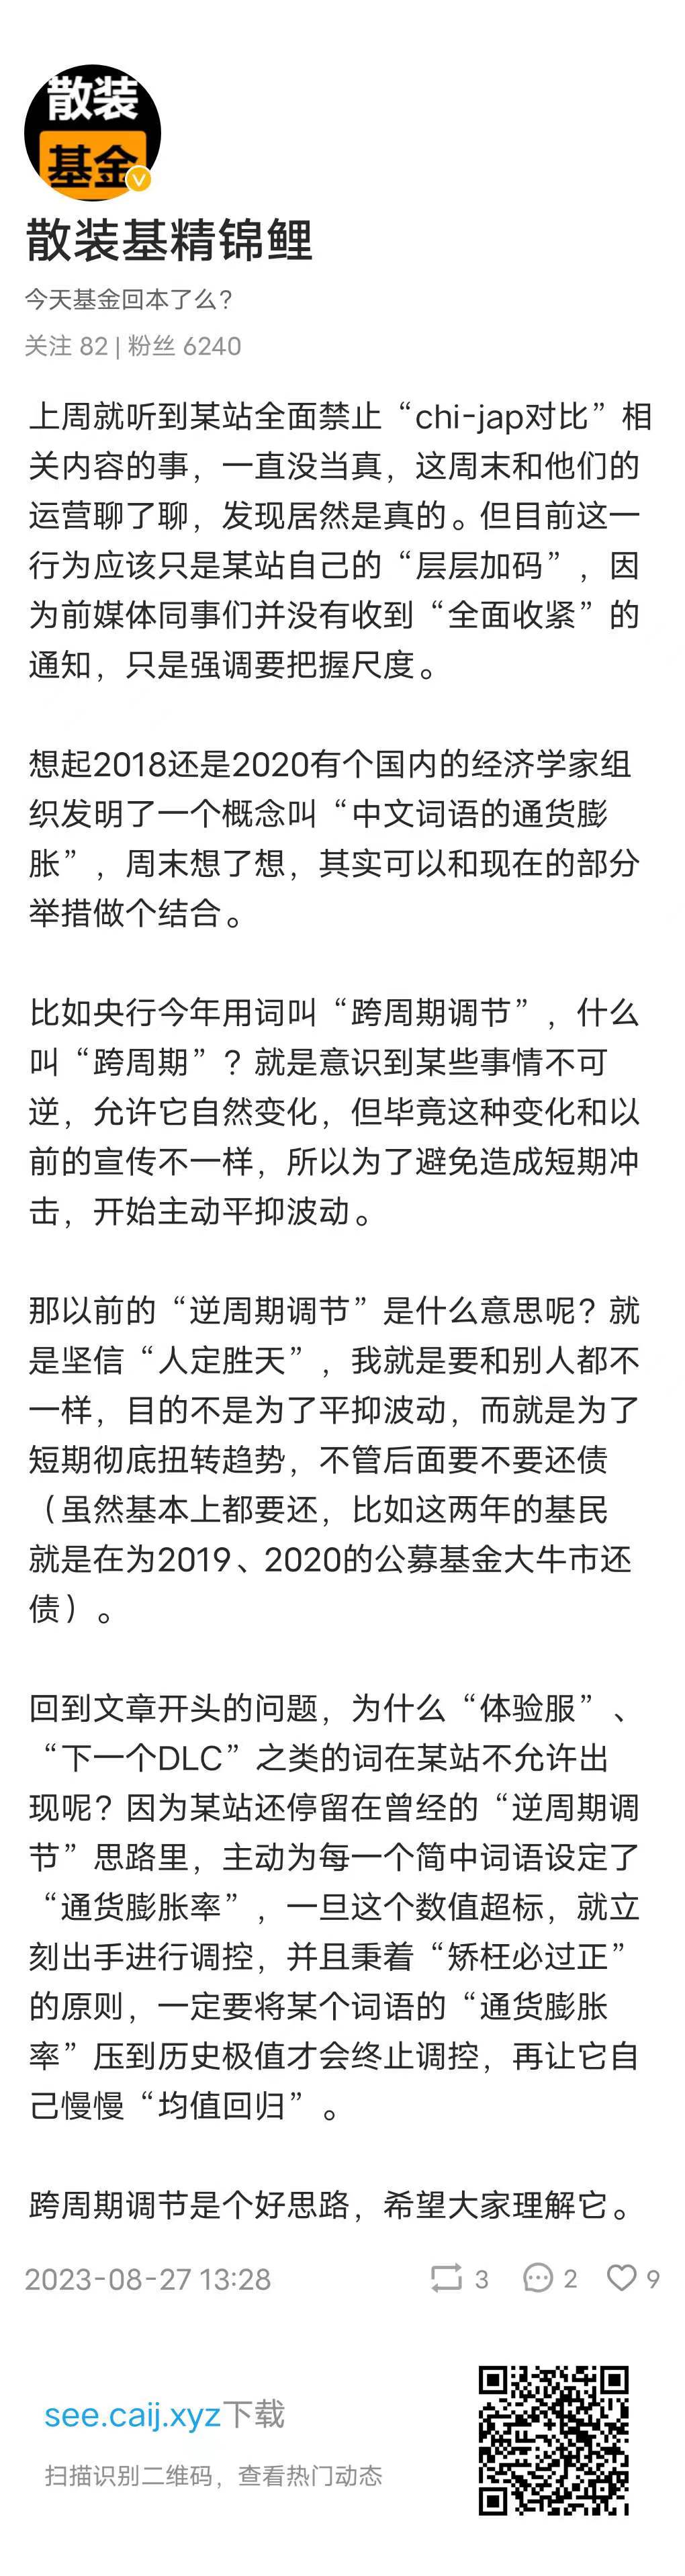 散装
基金
散装基精锦鲤
今天基金回本了么？
关注 82 | 粉丝 6240
上周就听到某站全面禁止“chi-jap对比”相
关内容的事，一直没当真，这周末和他们的
运营聊了聊，发现居然是真的。但目前这一
行为应该只是某站自己的“层层加码”，因
为前媒体同事们并没有收到“全面收紧”的
通知，只是强调要把握尺度。
想起2018还是2020有个国内的经济学家组
织发明了一个概念叫“中文词语的通货膨
胀”，周末想了想，其实可以和现在的部分
举措做个结合。
比如央行今年用词叫“跨周期调节”，什么
叫“跨周期”？就是意识到某些事情不可
逆，允许它自然变化，但毕竟这种变化和以
前的宣传不一样，所以为了避免造成短期冲
击，开始主动平抑波动。
那以前的“逆周期调节”是什么意思呢？就
是坚信“人定胜天”，我就是要和别人都不
一样，目的不是为了平抑波动，而就是为了
短期彻底扭转趋势，不管后面要不要还债
（虽然基本上都要还，比如这两年的基民
就是在为2019、2020的公募基金大牛市还
债）。
回到文章开头的问题，为什么“体验服”、
“下一个DLC”之类的词在某站不允许出
现呢？因为某站还停留在曾经的“逆周期调
节”思路里，主动为每一个简中词语设定了
“通货膨胀率”，一旦这个数值超标，就立
刻出手进行调控，并且秉着“矫枉必过正”
的原则，一定要将某个词语的“通货膨胀
率”压到历史极值才会终止调控，再让它自
己慢慢“均值回归”。
跨周期调节是个好思路，希望大家理解它。
2023-08-27 13:28 3 2 9
see.caij.xyz下载
扫描识别二维码，查看热门动态